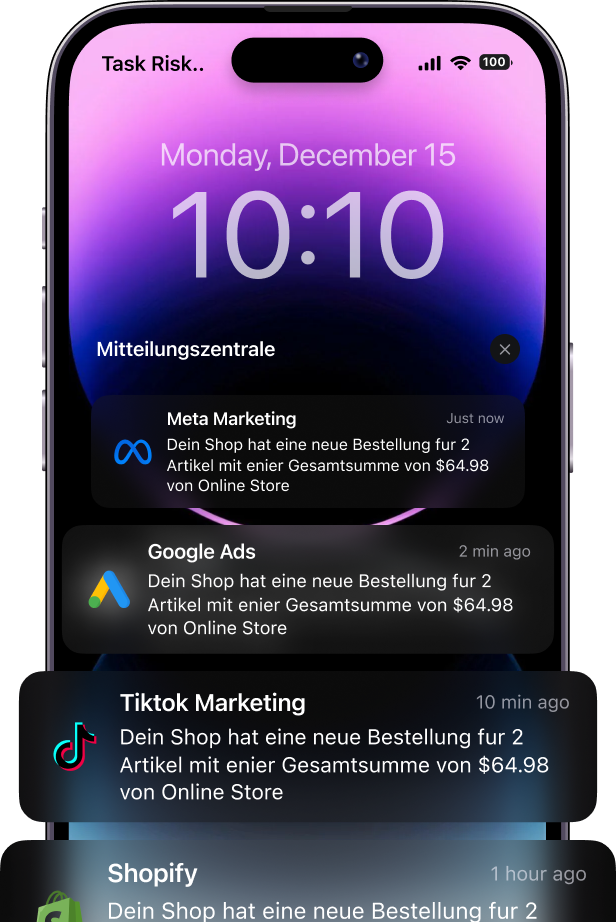 Task Risk..
100
Monday, December 15
10:10
Mitteilungszentrale
Meta Marketing
Just now
Dein Shop hat eine neue Bestellung fur 2
Artikel mit enier Gesamtsumme von $64.98
von Online Store
Google Ads
2 min ago
Dein Shop hat eine neue Bestellung fur 2
Artikel mit enier Gesamtsumme von $64.98
von Online Store
Tiktok Marketing
10 min ago
Dein Shop hat eine neue Bestellung fur 2
Artikel mit enier Gesamtsumme von $64.98
von Online Store
Shopify
1 hour ago
Dein Shop hat eine neue Bestellung fur 2